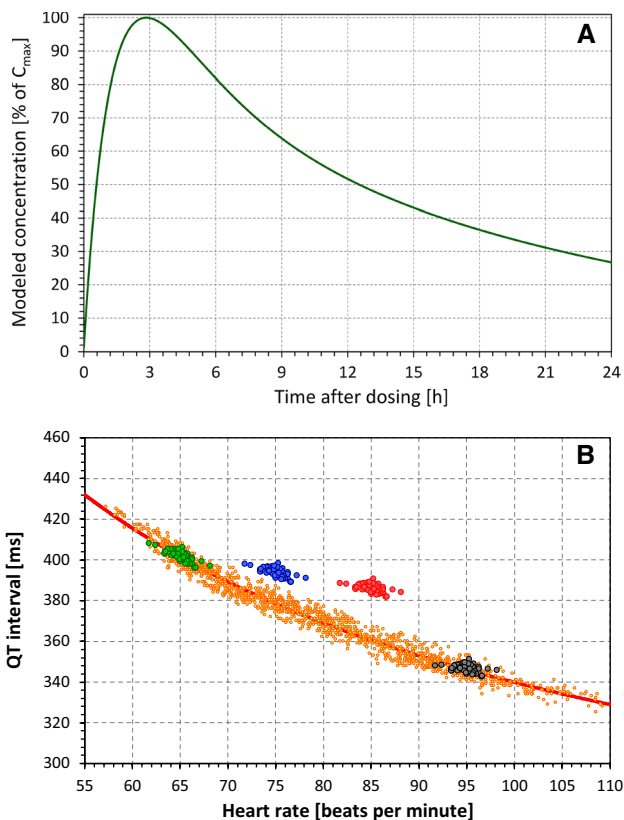 A
Modeled concentration [% of Cmax]
100
90
80
70
60
50
40
30
20
10
0
0 3 6 9 12 15 18 21 24
Time after dosing [h]
B
QT interval [ms]
460
440
420
400
380
360
340
320
300
55 60 65 70 75 80 85 90 95 100 105 110
Heart rate [beats per minute]